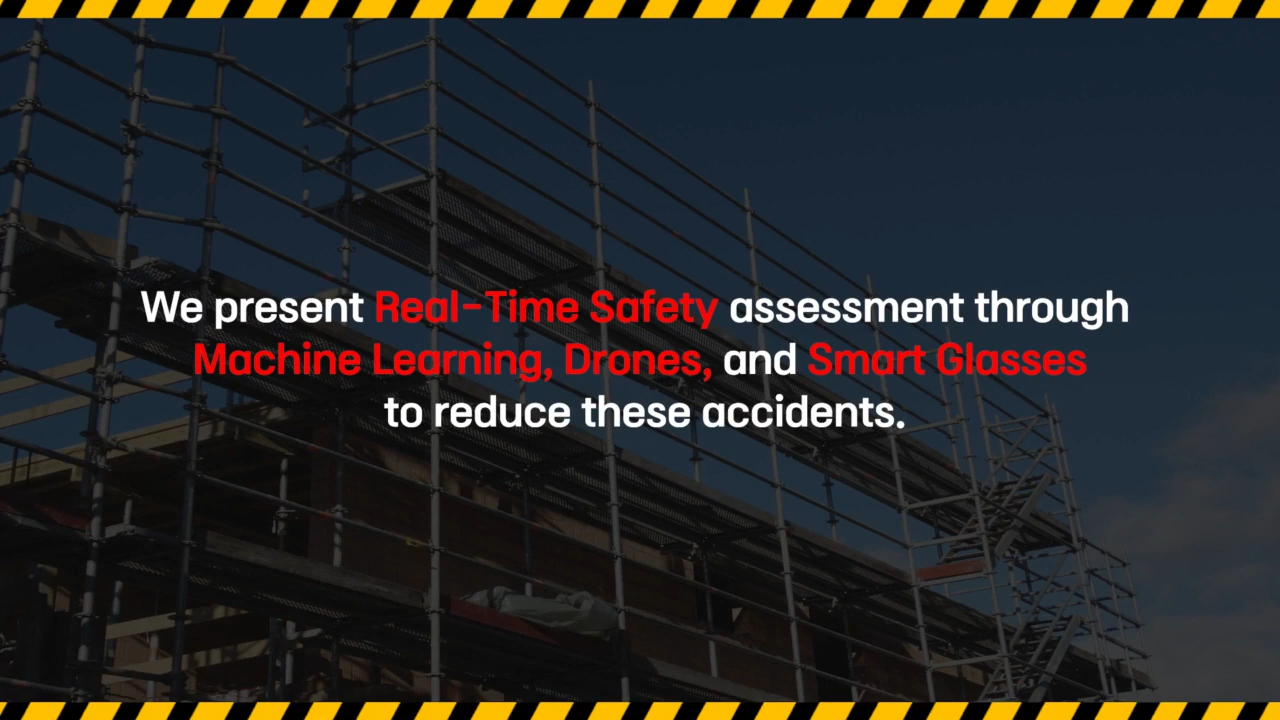 We present Real-Time Safety assessment through
Machine Learning, Drones, and Smart Glasses
to reduce these accidents.